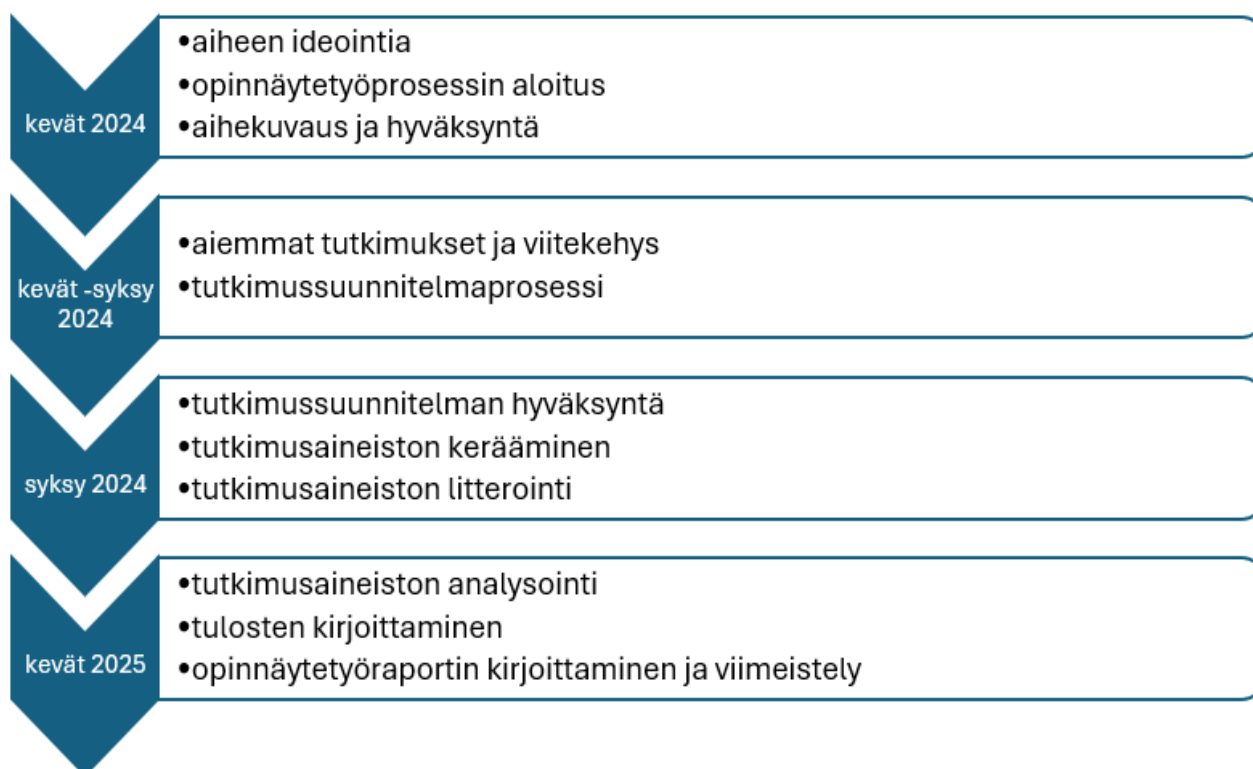 kevät 2024
•aiheen ideointia
•opinnäytetyöprosessin aloitus
•aihekuvaus ja hyväksyntä
kevät -syksy
2024
•aiemmat tutkimukset ja viitekehys
•tutkimussuunnitelmaprosessi
syksy 2024
•tutkimussuunnitelman hyväksyntä
•tutkimusaineiston kerääminen
•tutkimusaineiston litterointi
kevät 2025
•tutkimusaineiston analysointi
•tulosten kirjoittaminen
•opinnäytetyöraportin kirjoittaminen ja viimeistely